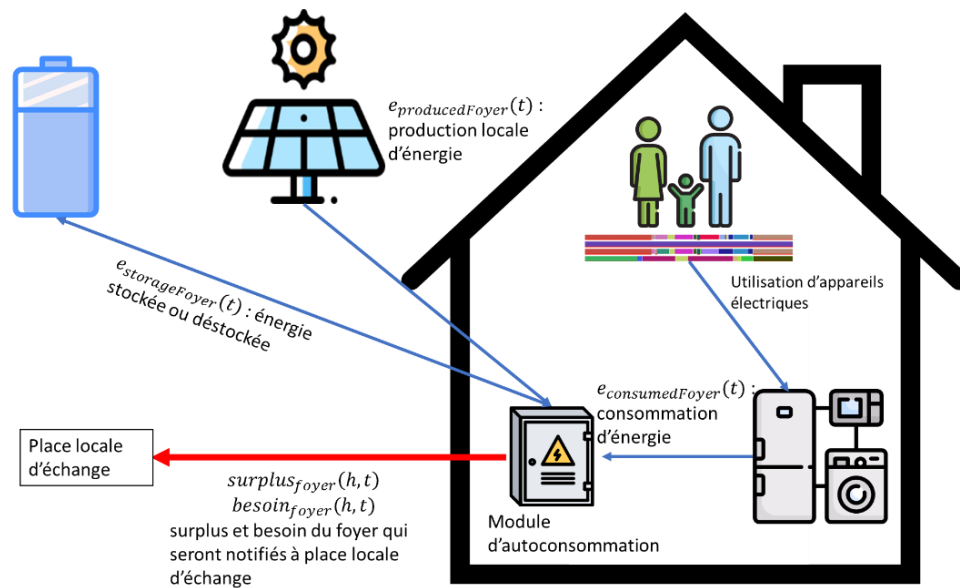 e_producedFoyer(t) :
production locale
d'énergie
e_storageFoyer(t) : énergie
stockée ou déstockée
Utilisation d'appareils
électriques
e_consumedFoyer(t) :
consommation
d'énergie
Place locale
d'échange
surplus_foyer(h,t)
besoin_foyer(h,t)
surplus et besoin du foyer qui
seront notifiés à place locale
d'échange
Module
d'autoconsommation